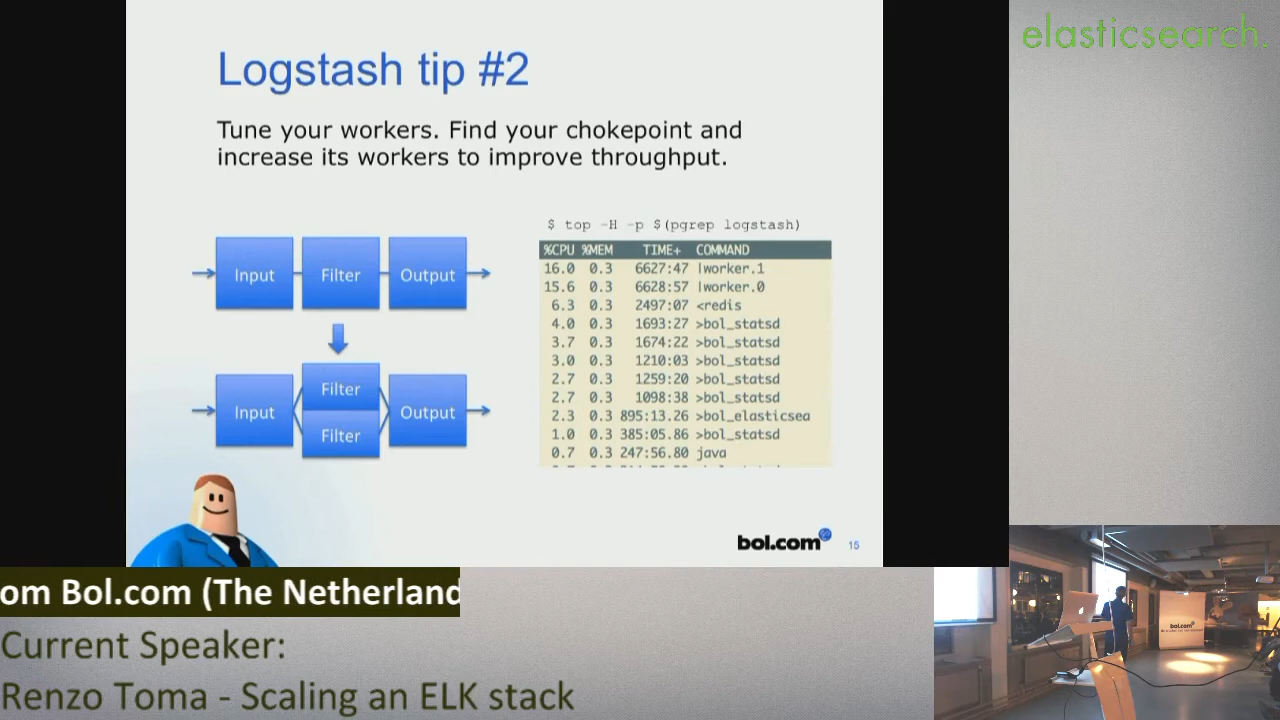 elasticsearch.
Logstash tip #2
Tune your workers. Find your chokepoint and
increase its workers to improve throughput.
Input Filter Output
Input Filter Output
Filter
$ top -H -p $(pgrep logstash)
%CPU %MEM TIME+ COMMAND
16.0 0.3 6627:47 |worker.1
15.6 0.3 6628:57 |worker.0
6.3 0.3 2497:07 <redis
4.0 0.3 1693:27 >bol_statsd
3.7 0.3 1674:22 >bol_statsd
3.0 0.3 1210:03 >bol_statsd
2.7 0.3 1259:20 >bol_statsd
2.7 0.3 1098:38 >bol_statsd
2.3 0.3 895:13.26 >bol_elasticsea
1.0 0.3 385:05.86 >bol_statsd
0.7 0.3 247:56.80 java
bol.com 15
om Bol.com (The Netherland
Current Speaker:
Renzo Toma - Scaling an ELK stack
bol.com